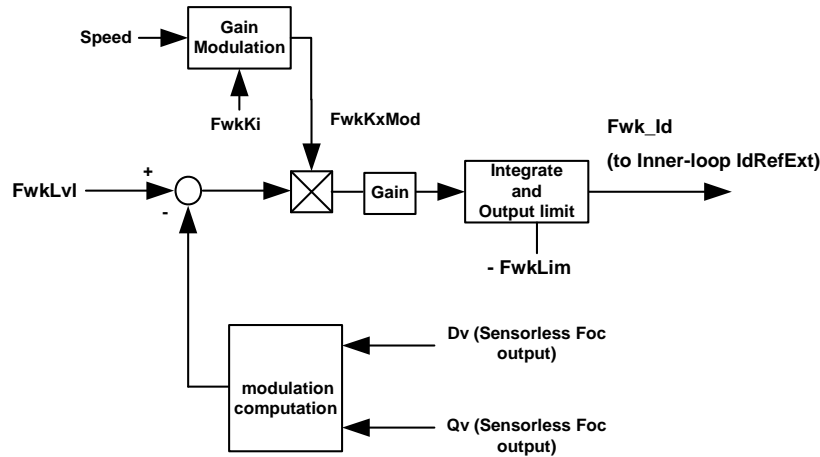 Speed
Gain
Modulation
FwkKi
FwkKxMod
Fwk_Id
(to Inner-loop IdRefExt)
FwkLvl
+
-
Gain
Integrate
and
Output limit
- FwkLim
modulation
computation
Dv (Sensorless Foc
output)
Qv (Sensorless Foc
output)